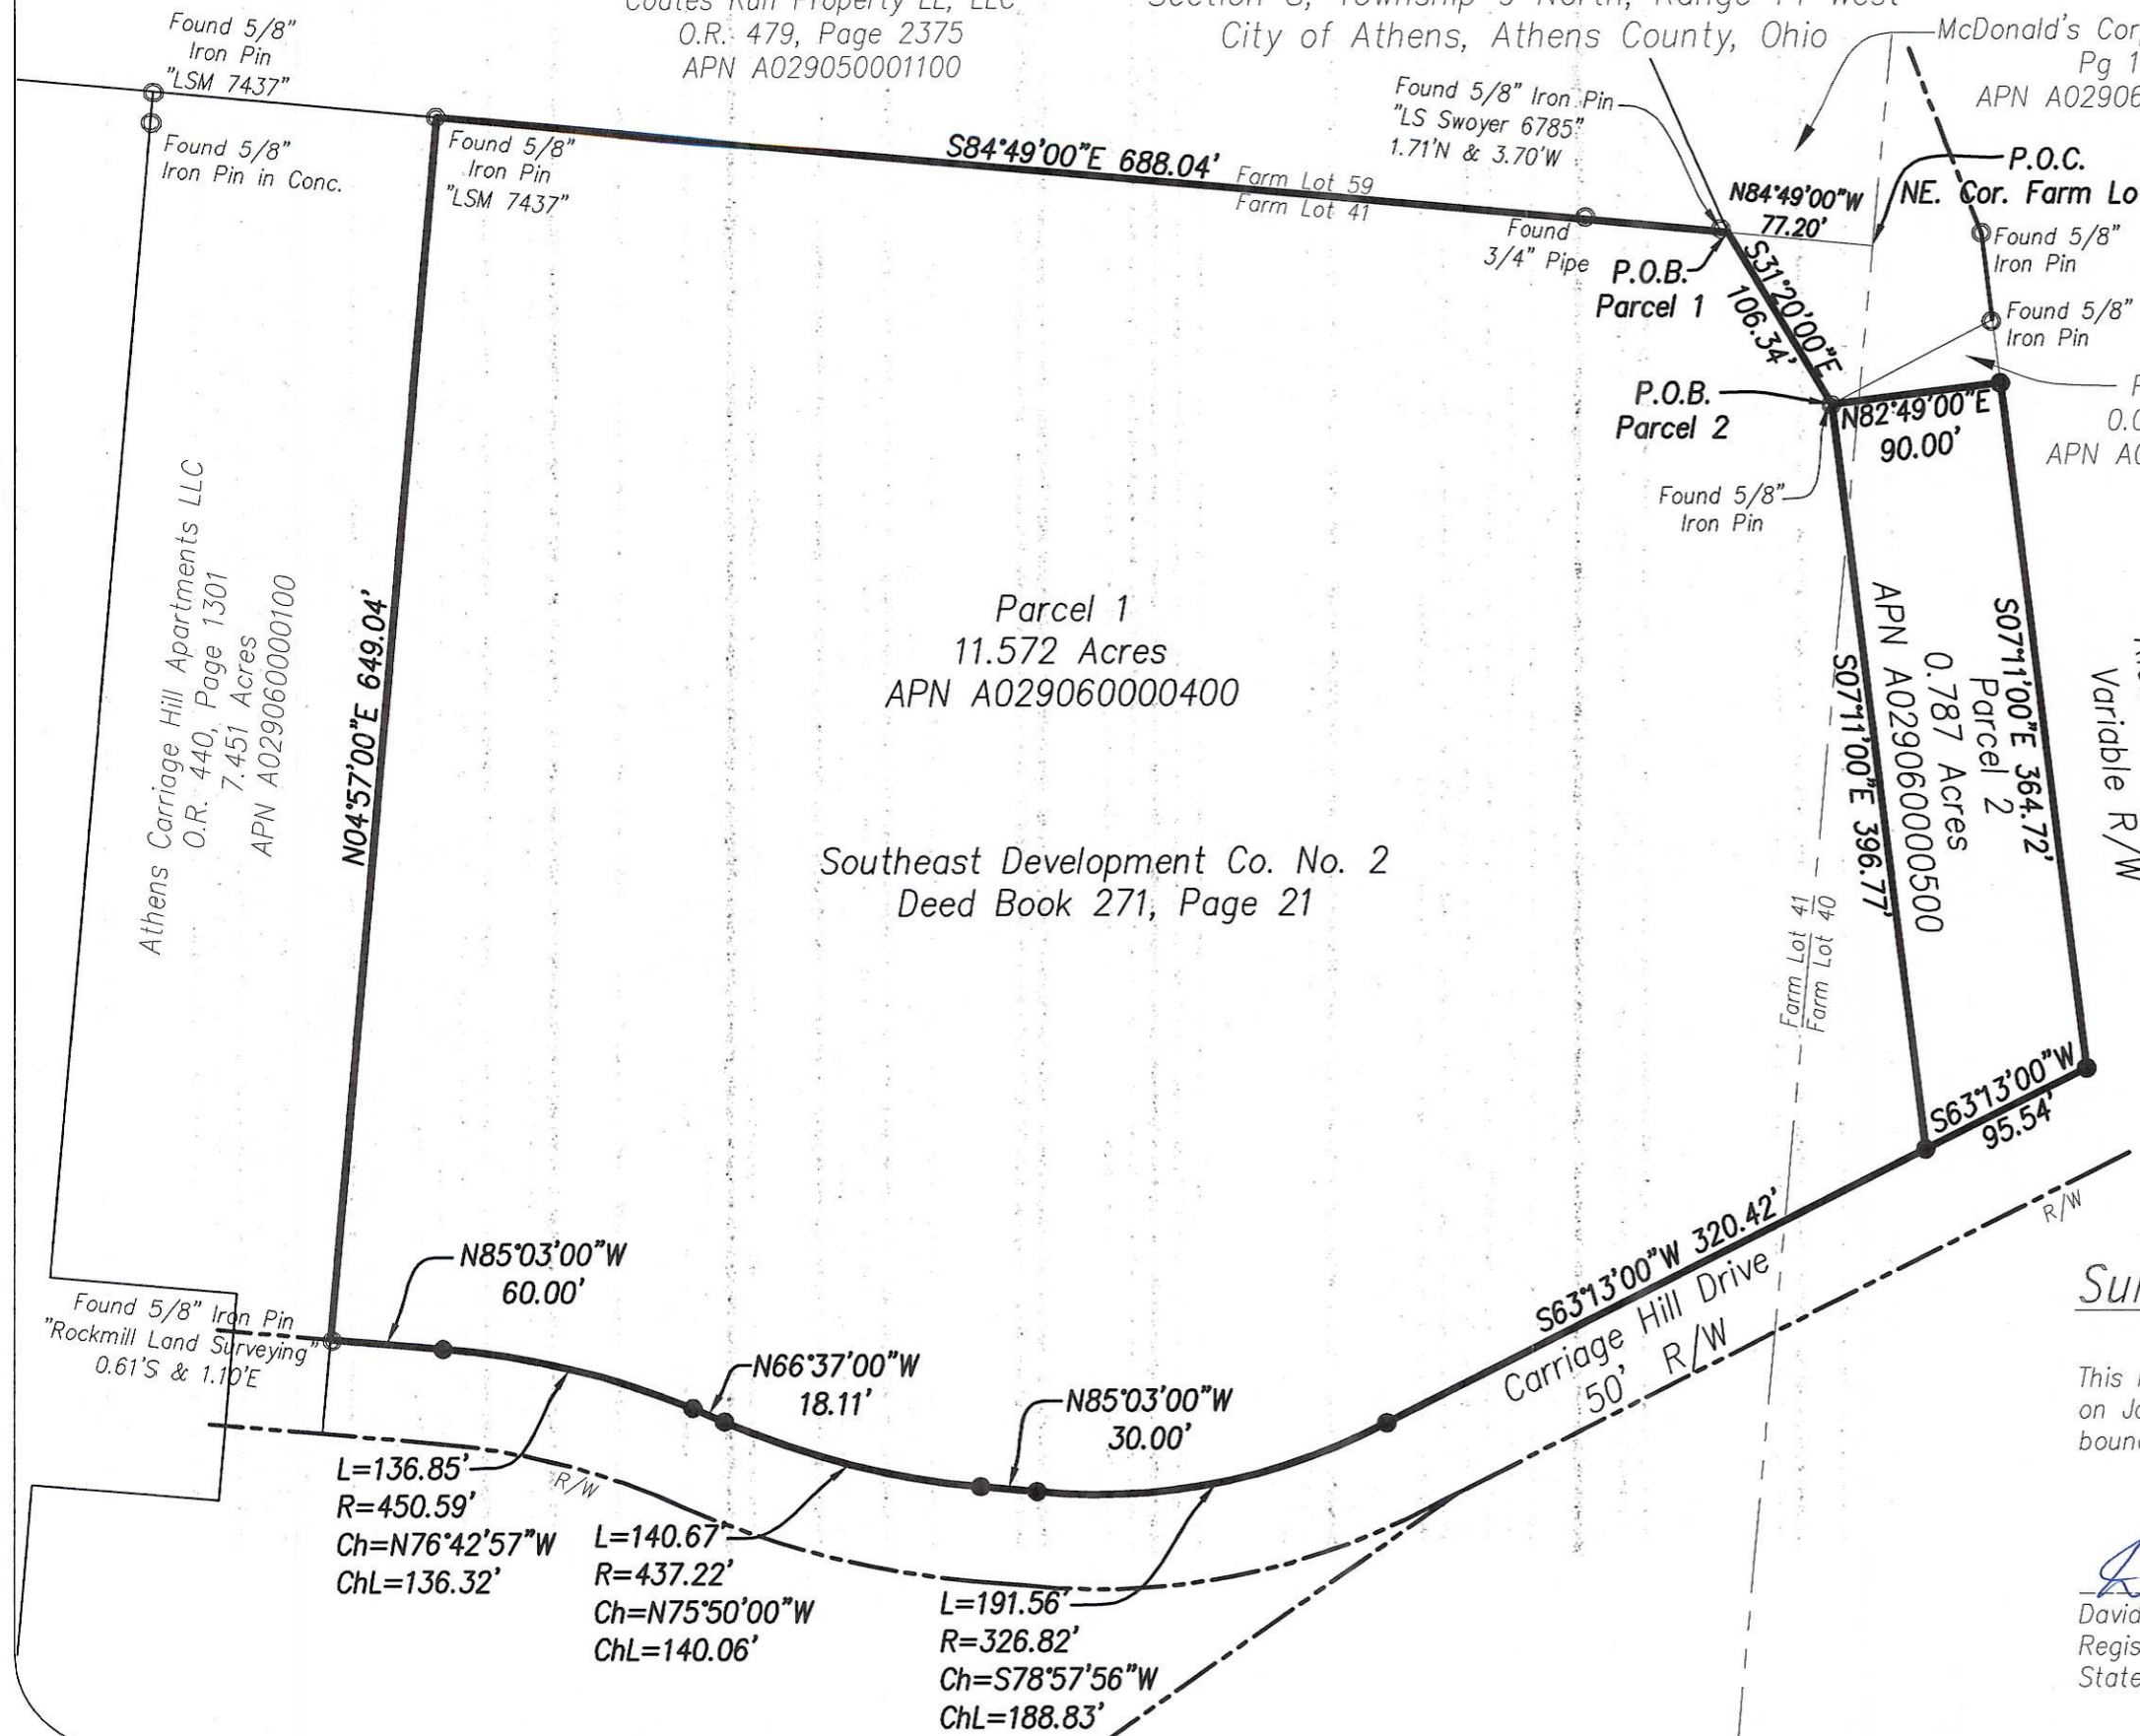 Coates Run Property LL, LLC
O.R. 479, Page 2375
APN A029050001100
City of Athens, Athens County, Ohio
McDonald's
Pg
APN
Found 5/8"
Iron Pin
"LSM 7437"
Found 5/8"
Iron Pin in Conc.
Found 5/8"
Iron Pin
"LSM 7437"
S84°49'00"E 688.04'
Farm Lot 59
Farm Lot 41
Found 5/8" Iron Pin
"LS Swoyer 6785"
1.71'N & 3.70'W
N84°49'00"W
77.20'
P.O.C.
NE. Cor. Farm
Found 5/8"
Iron Pin
Found 5/8"
Iron Pin
Found
3/4" Pipe
P.O.B.
Parcel 1
S31°20'00"E
106.34'
P.O.B.
Parcel 2
N82°49'00"E
90.00'
APN
Found 5/8"
Iron Pin
Athens Carriage Hill Apartments LLC
O.R. 440, Page 1301
7.451 Acres
APN A029060000100
N04°57'00"E 649.04'
Parcel 1
11.572 Acres
APN A029060000400
Southeast Development Co. No. 2
Deed Book 271, Page 21
S07°11'00"E 364.72'
Parcel 2
0.787 Acres
APN A029060000500
S07°11'00"E 396.77'
Variable R/W
Farm Lot 41
Farm Lot 40
S63°13'00"W
95.54'
R/W
S63°13'00"W 320.42'
Carriage Hill Drive
50' R/W
Found 5/8" Iron Pin
"Rockmill Land Surveying"
0.61'S & 1.10'E
N85°03'00"W
60.00'
N66°37'00"W
18.11'
N85°03'00"W
30.00'
R/W
L=136.85'
R=450.59'
Ch=N76°42'57"W
ChL=136.32'
L=140.67'
R=437.22'
Ch=N75°50'00"W
ChL=140.06'
L=191.56'
R=326.82'
Ch=S78°57'56"W
ChL=188.83'
This
on
David
State